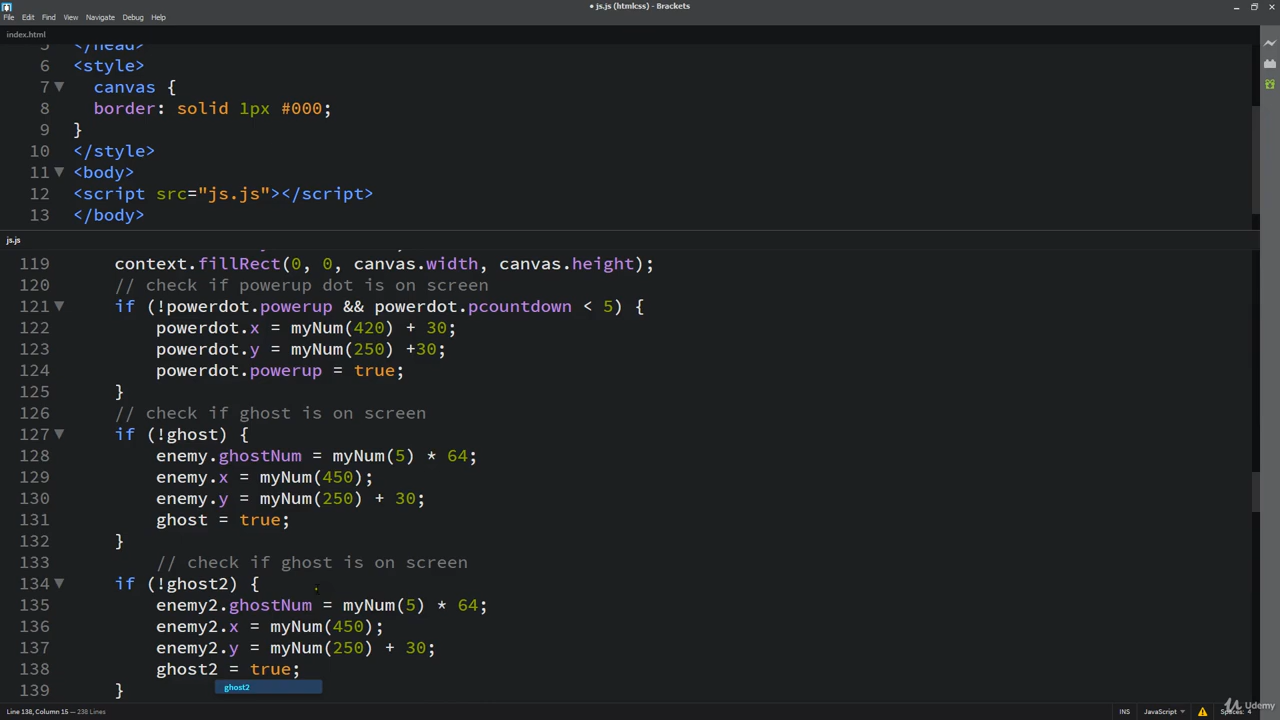 • js.js (htmlcss) - Brackets
File Edit Find View Navigate Debug Help
index.html
5 </head>
6 <style>
7 canvas {
8 border: solid 1px #000;
9 }
10 </style>
11 <body>
12 <script src="js.js"></script>
13 </body>
js.js
119 context.fillRect(0, 0, canvas.width, canvas.height);
120 // check if powerup dot is on screen
121 if (!powerdot.powerup && powerdot.pcountdown < 5) {
122 powerdot.x = myNum(420) + 30;
123 powerdot.y = myNum(250) +30;
124 powerdot.powerup = true;
125 }
126 // check if ghost is on screen
127 if (!ghost) {
128 enemy.ghostNum = myNum(5) * 64;
129 enemy.x = myNum(450);
130 enemy.y = myNum(250) + 30;
131 ghost = true;
132 }
133 // check if ghost is on screen
134 if (!ghost2) {
135 enemy2.ghostNum = myNum(5) * 64;
136 enemy2.x = myNum(450);
137 enemy2.y = myNum(250) + 30;
138 ghost2 = true;
ghost2
139 }
Line 138, Column 15 — 238 Lines
INS JavaScript Spaces: 4
Udemy